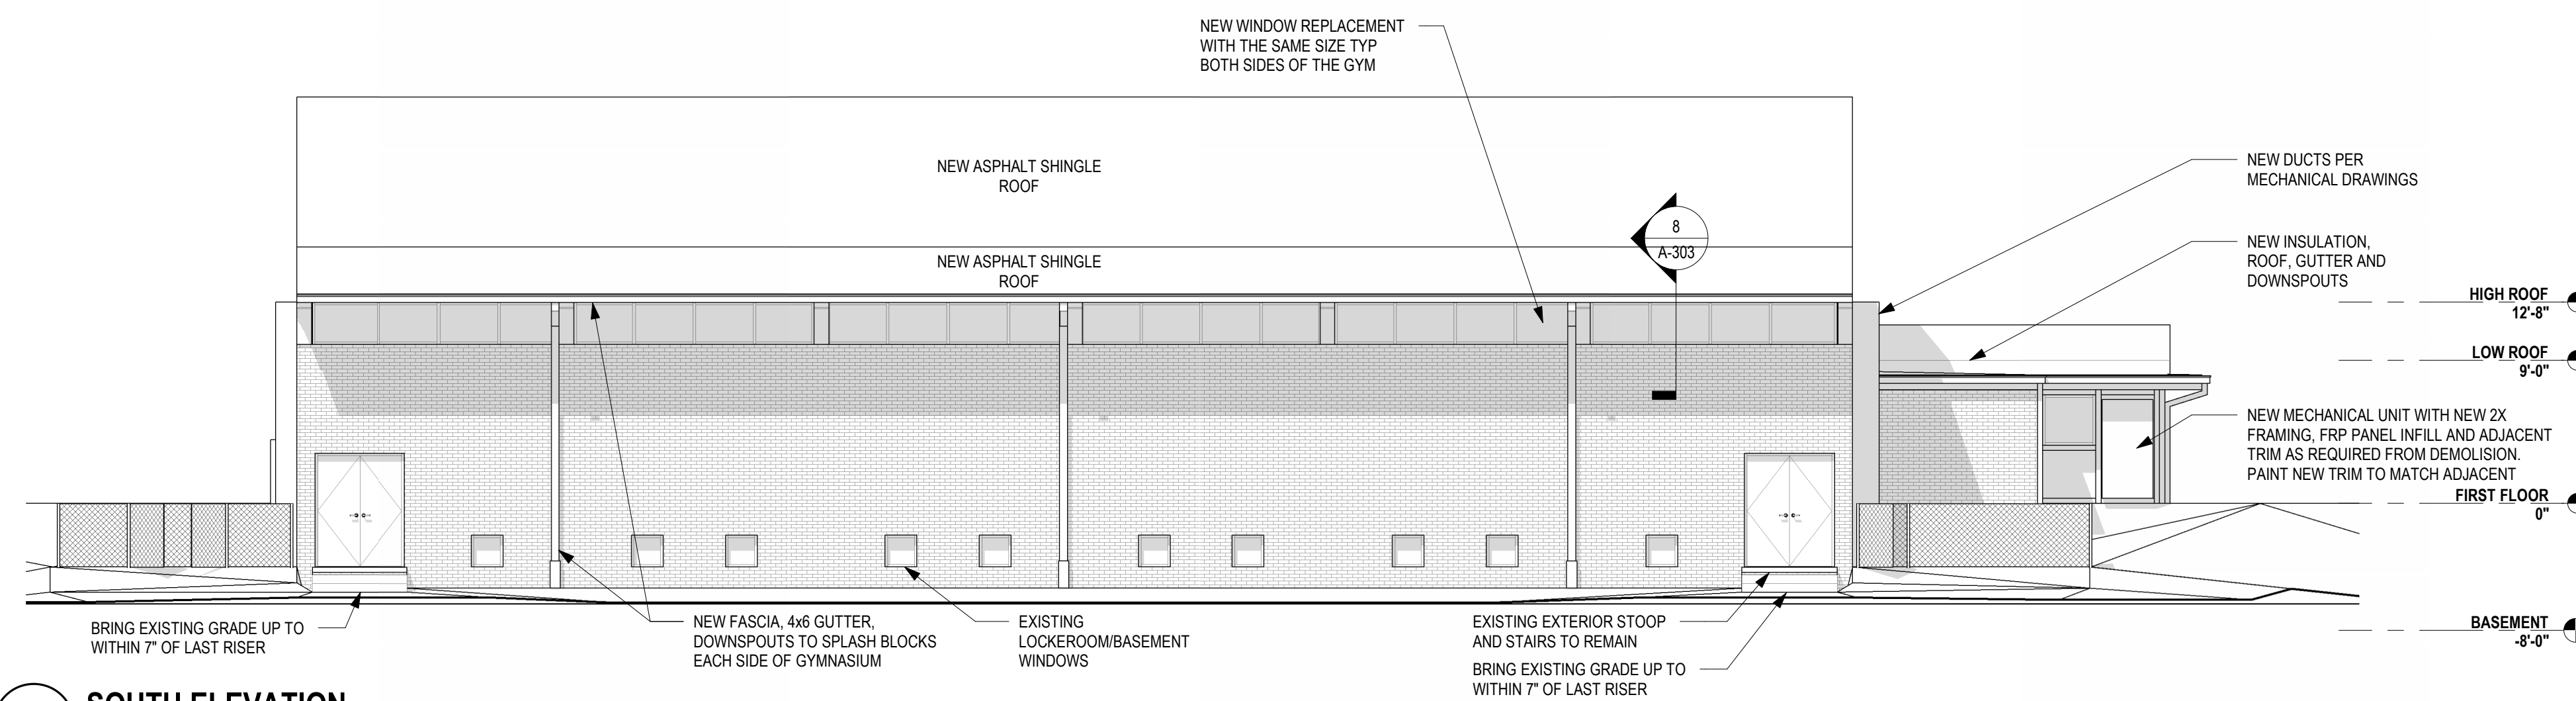 NEW WINDOW REPLACEMENT
WITH THE SAME SIZE TYP
BOTH SIDES OF THE GYM
NEW ASPHALT SHINGLE
ROOF
NEW ASPHALT SHINGLE
ROOF
8
A-303
NEW DUCTS PER
MECHANICAL DRAWINGS
NEW INSULATION,
ROOF, GUTTER AND
DOWNSPOUTS
HIGH ROOF
12'-8"
LOW ROOF
9'-0"
NEW MECHANICAL UNIT WITH NEW 2X
FRAMING, FRP PANEL INFILL AND ADJACENT
TRIM AS REQUIRED FROM DEMOLISION.
PAINT NEW TRIM TO MATCH ADJACENT
FIRST FLOOR
0"
BASEMENT
-8'-0"
BRING EXISTING GRADE UP TO
WITHIN 7" OF LAST RISER
NEW FASCIA, 4x6 GUTTER,
DOWNSPOUTS TO SPLASH BLOCKS
EACH SIDE OF GYMNASIUM
EXISTING
LOCKEROOM/BASEMENT
WINDOWS
EXISTING EXTERIOR STOOP
AND STAIRS TO REMAIN
BRING EXISTING GRADE UP TO
WITHIN 7" OF LAST RISER
SOUTH ELEVATION